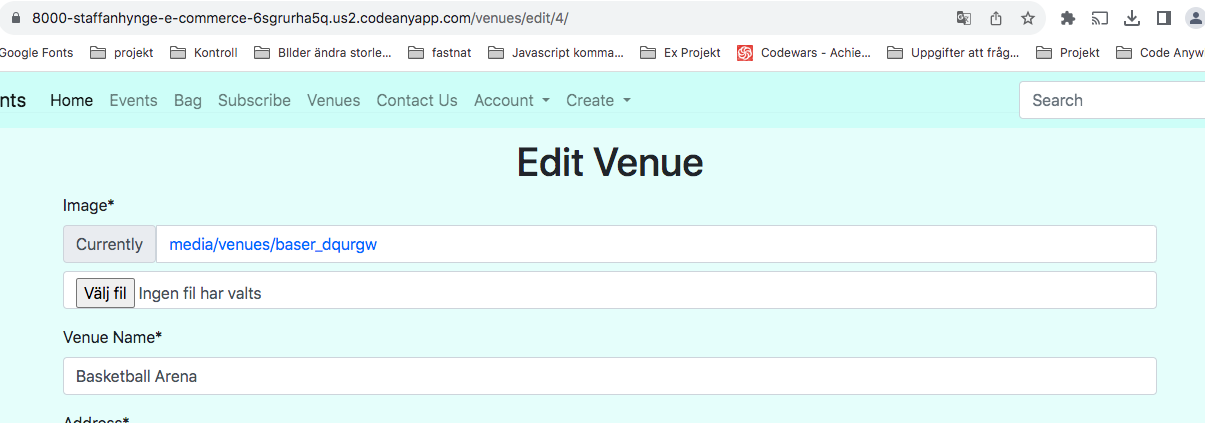 8000-staffanhynge-e-commerce-6sgrurha5q.us2.codeanyapp.com/venues/edit/4/
Google Fonts projekt Kontroll BIlder ändra storle... fastnat Javascript komma... Ex Projekt Codewars - Achie... Uppgifter att fråg... Projekt Code Anyw
nts Home Events Bag Subscribe Venues Contact Us Account Create Search
Edit Venue
Image*
Currently media/venues/baser_dqurgw
Välj fil Ingen fil har valts
Venue Name*
Basketball Arena
Address*